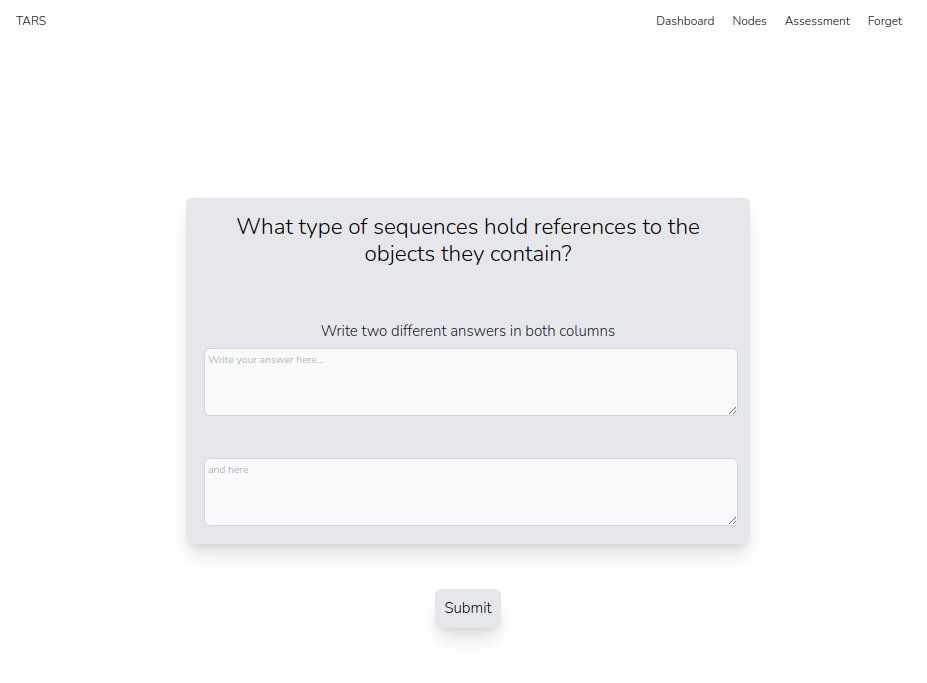 TARS
Dashboard Nodes Assessment Forget
What type of sequences hold references to the
objects they contain?
Write two different answers in both columns
Write your answer here...
and here
Submit